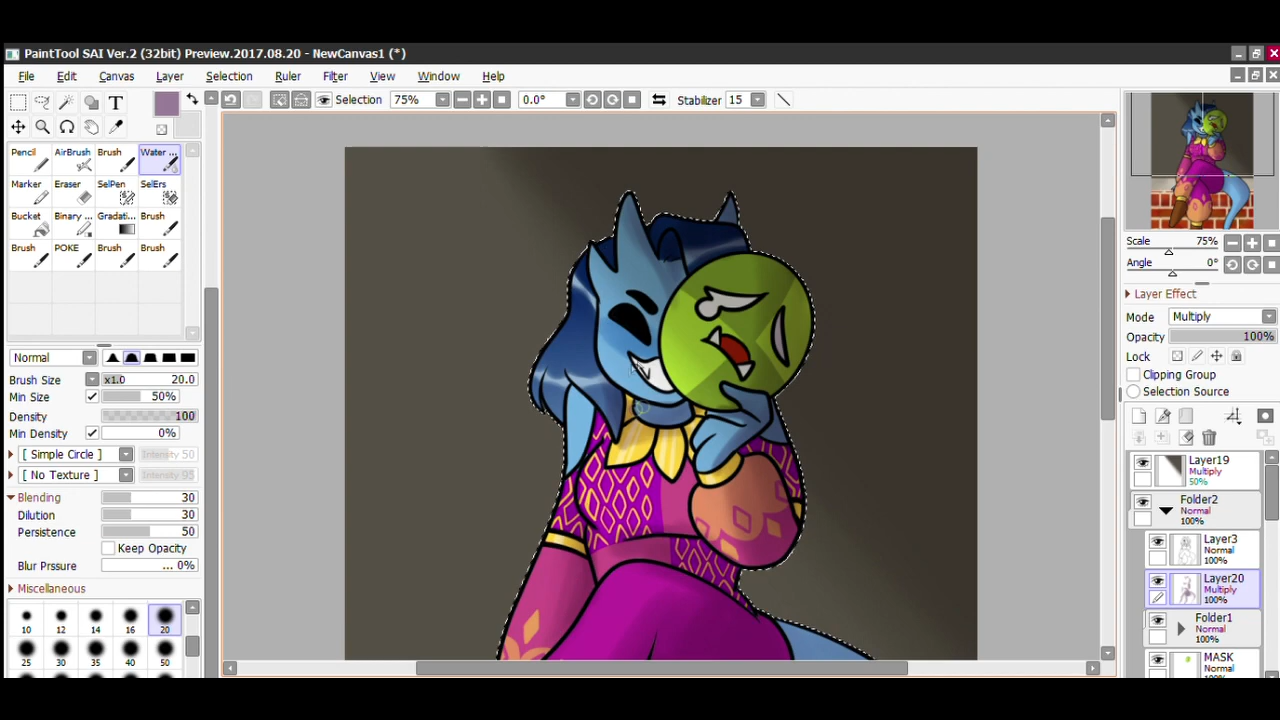 PaintTool SAI Ver.2 (32bit) Preview.2017.08.20 - NewCanvas1 (*)
File Edit Canvas Layer Selection Ruler Filter View Window Help
T Selection 75% 0.0° Stabilizer 15
Pencil AirBrush Brush Water ...
Marker Eraser SelPen SelErs
Bucket Binary ... Gradati... Brush
Brush POKE Brush Brush
Normal
Brush Size x1.0 20.0
Min Size 50%
Density 100
Min Density 0%
[ Simple Circle ] Intensity 50
[ No Texture ] Intensity 95
Blending 30
Dilution 30
Persistence 50
Keep Opacity
Blur Prssure ... 0%
Miscellaneous
10 12 14 16 20
25 30 35 40 50
Scale 75%
Angle 0°
Layer Effect
Mode Multiply
Opacity 100%
Lock
Clipping Group
Selection Source
Layer19
Multiply
50%
Folder2
Normal
100%
Layer3
Normal
100%
Layer20
Multiply
100%
Folder1
Normal
100%
MASK
Normal
100%